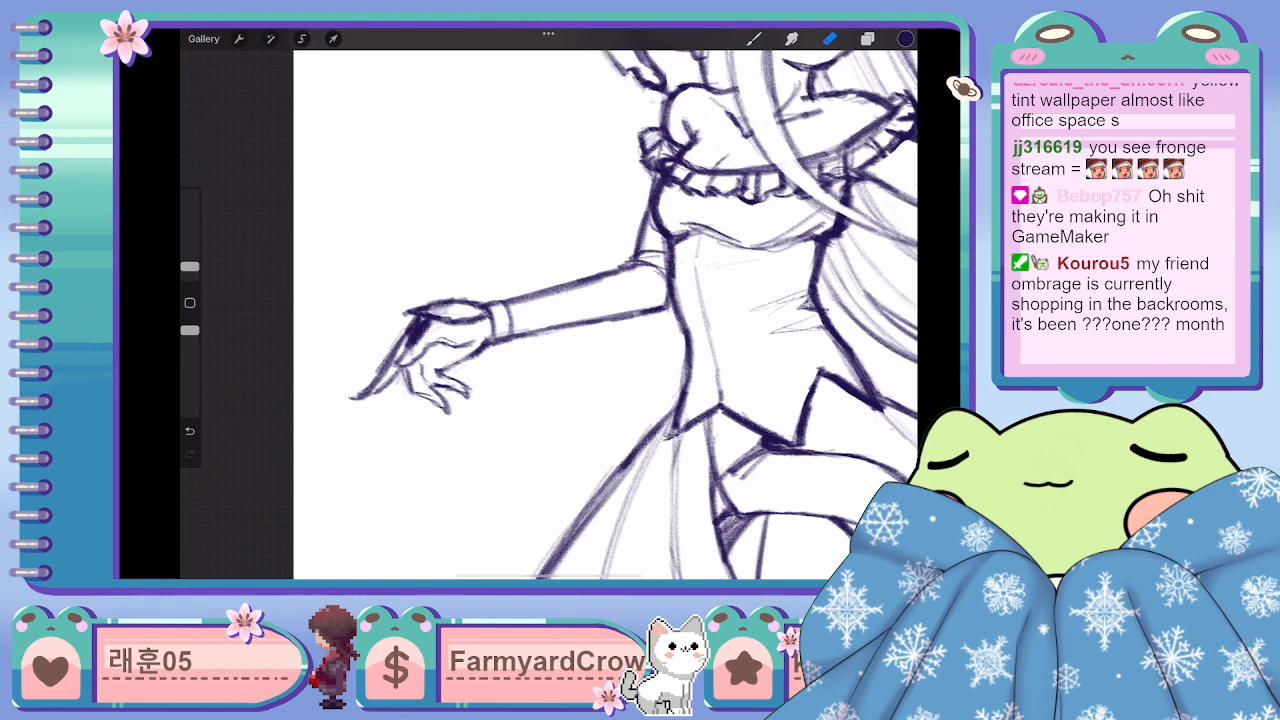 Gallery
yellow
tint wallpaper almost like
office space s
jj316619 you see fronge
stream =
Bebop757 Oh shit
they're making it in
GameMaker
Kourou5 my friend
ombrage is currently
shopping in the backrooms,
it's been ???one??? month
래훈05
$
FarmyardCrow